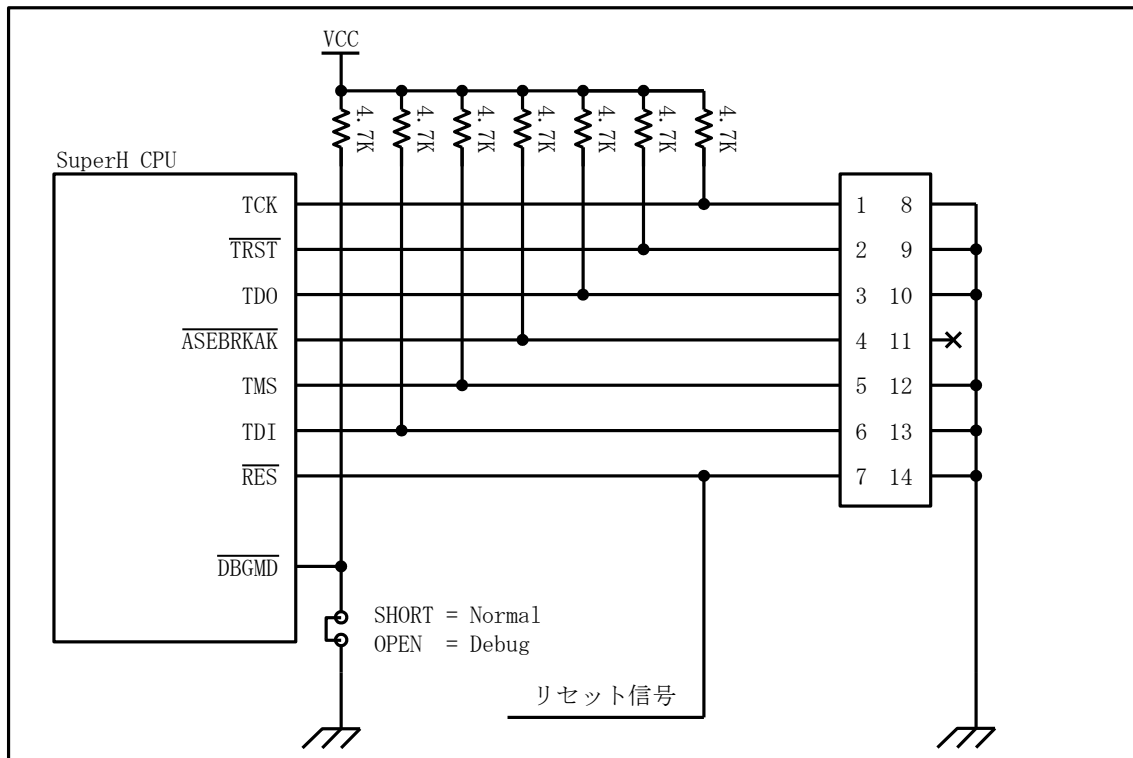 VCC
4.7K
4.7K
4.7K
4.7K
4.7K
4.7K
4.7K
SuperH CPU
TCK
TRST
TDO
ASEBRKAK
TMS
TDI
RES
DBGMD
1 8
2 9
3 10
4 11
5 12
6 13
7 14
SHORT = Normal
OPEN = Debug
リセット信号